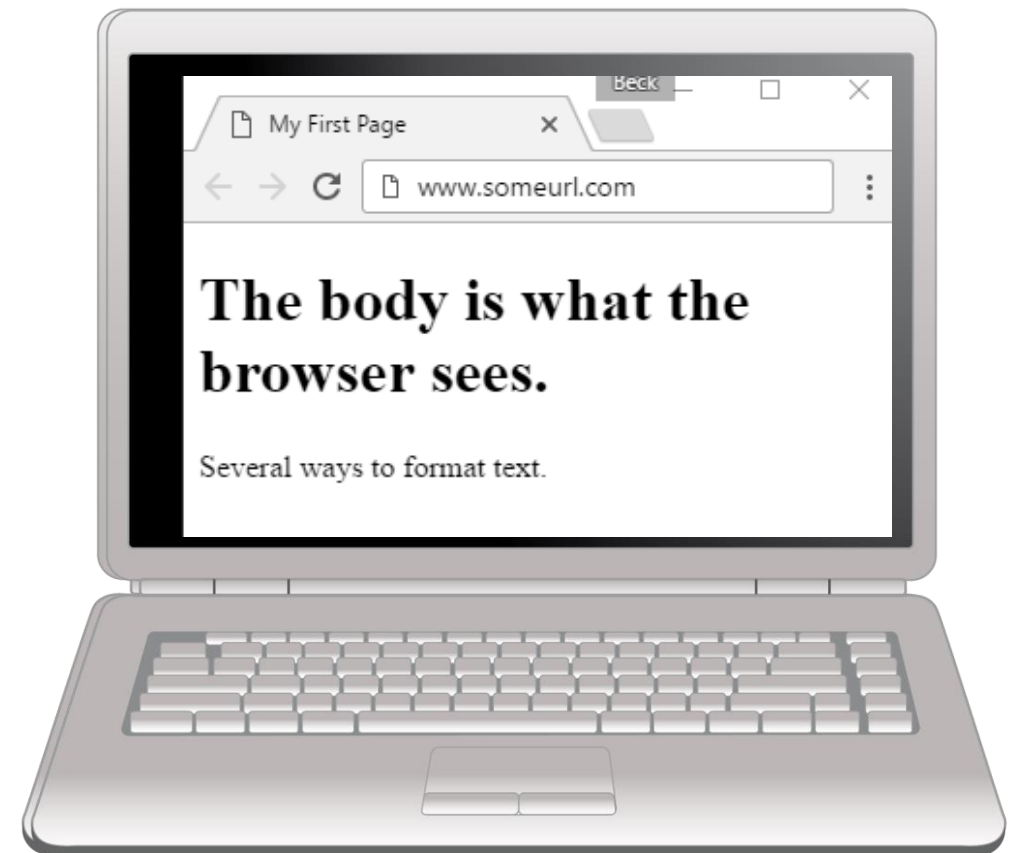 Beck
My First Page
www.someurl.com
The body is what the
browser sees.
Several ways to format text.